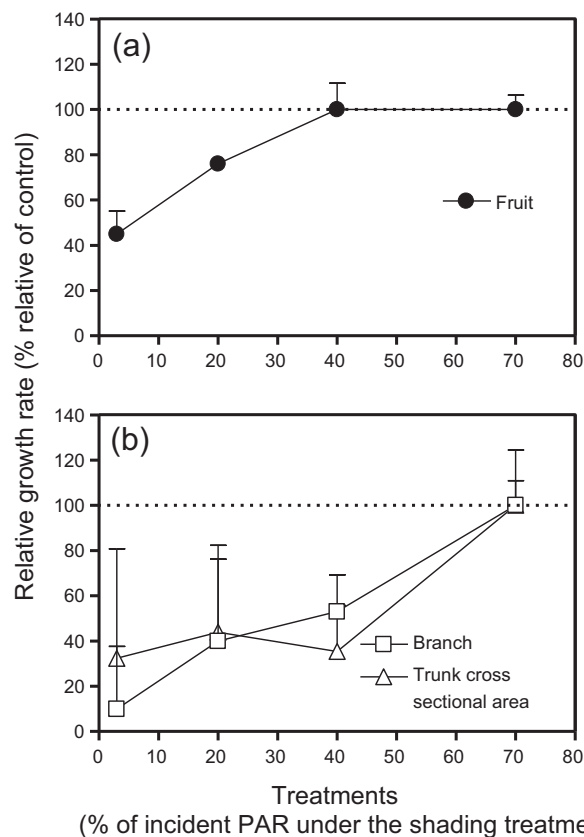 Relative growth rate (% relative of control)
(a)
140
120
100
80
60
40
20
0
Fruit
0 10 20 30 40 50 60 70 80
(b)
140
120
100
80
60
40
20
0
Branch
Trunk cross
sectional area
0 10 20 30 40 50 60 70 80
Treatments
(% of incident PAR under the shading treatme